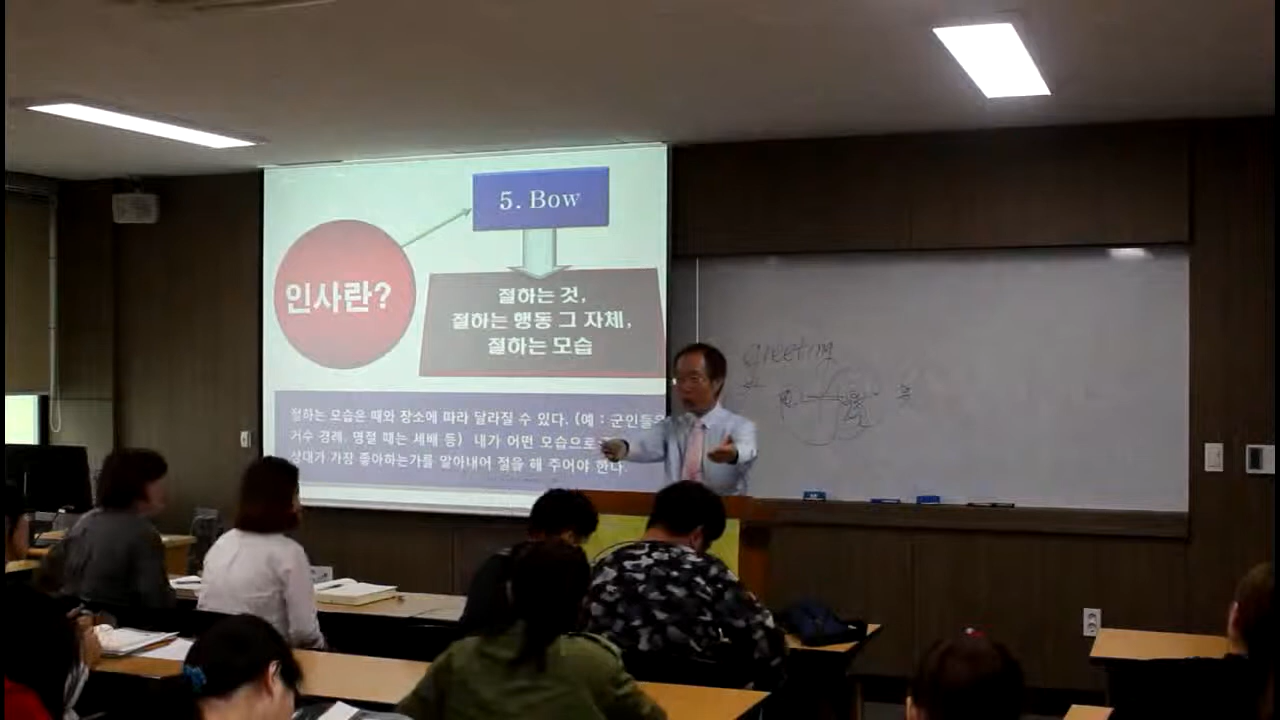 5. Bow
인사란?
절하는 것,
절하는 행동 그 자체,
절하는 모습
절하는 모습은 때와 장소에 따라 달라질 수 있다. (예 : 군인들은
거수 경례, 명절 때는 세배 등) 내가 어떤 모습으로
상대가 가장 좋아하는가를 알아내어 절을 해 주어야 한다.
Greeting